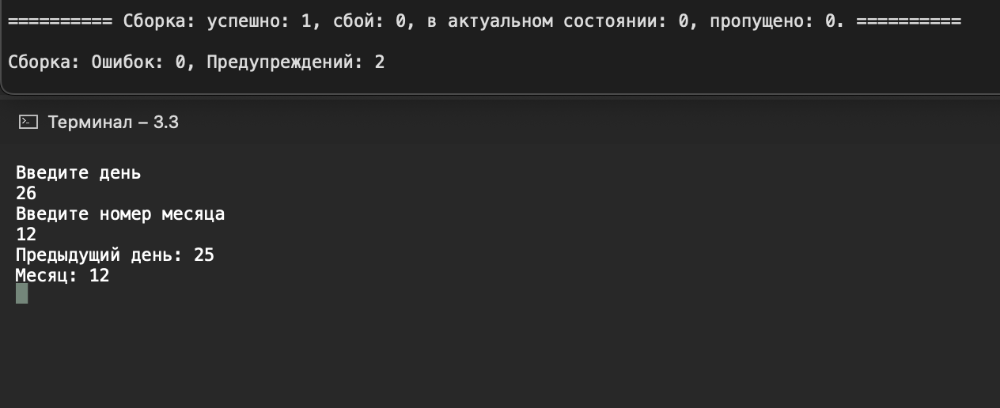 ========== Сборка: успешно: 1, сбой: 0, в актуальном состоянии: 0, пропущено: 0. ==========
Сборка: Ошибок: 0, Предупреждений: 2
Терминал – 3.3
Введите день
26
Введите номер месяца
12
Предыдущий день: 25
Месяц: 12